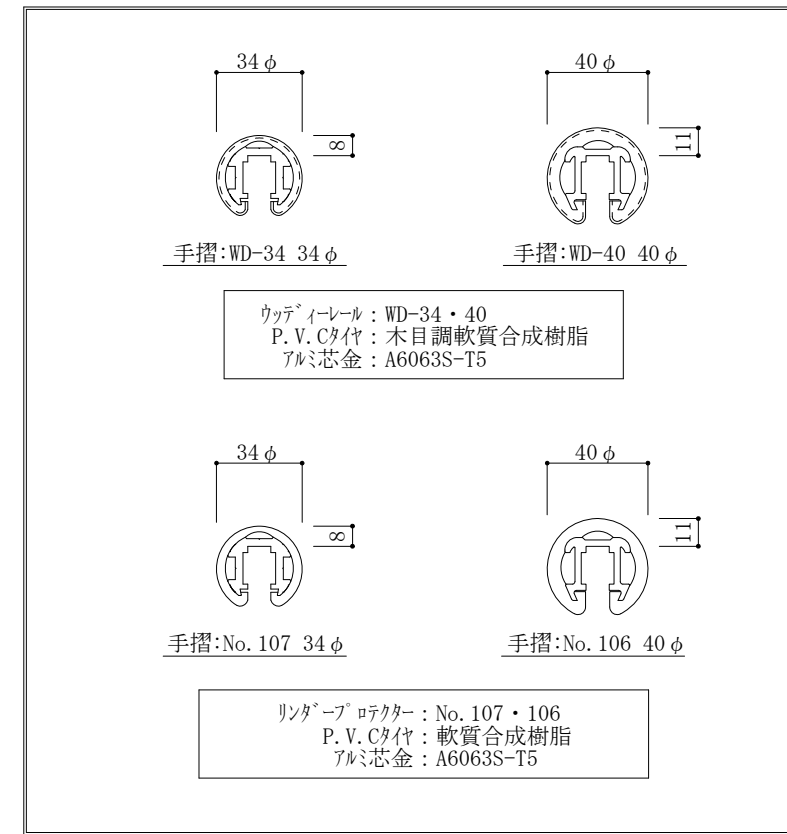 34φ
40φ
8
11
手摺:WD-34 34φ
手摺:WD-40 40φ
ｳｯﾃﾞｨｰﾚｰﾙ：WD-34・40
P.V.Cﾀｲﾔ：木目調軟質合成樹脂
ｱﾙﾐ芯金：A6063S-T5
34φ
40φ
8
11
手摺:No.107 34φ
手摺:No.106 40φ
ﾘﾝﾀﾞｰﾌﾟﾛﾃｸﾀｰ：No.107・106
P.V.Cﾀｲﾔ：軟質合成樹脂
ｱﾙﾐ芯金：A6063S-T5